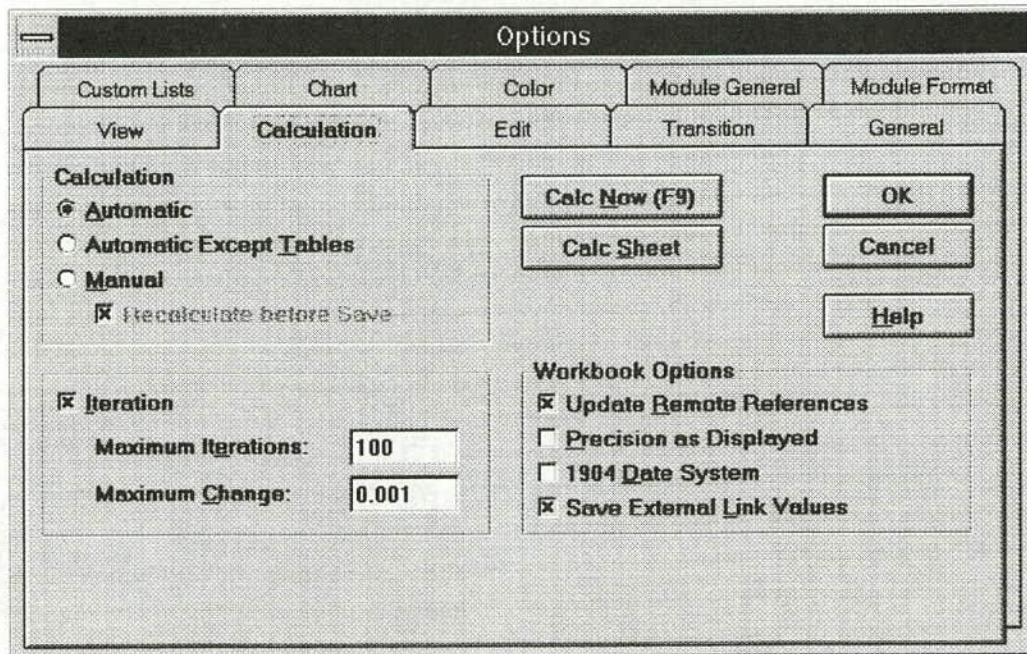 Options
Custom Lists
Chart
Color
Module General
Module Format
View
Calculation
Edit
Transition
General
Calculation
Automatic
Automatic Except Tables
Manual
Recalculate before Save
Calc Now (F9)
Calc Sheet
OK
Cancel
Help
Iteration
Maximum Iterations: 100
Maximum Change: 0.001
Workbook Options
Update Remote References
Precision as Displayed
1904 Date System
Save External Link Values